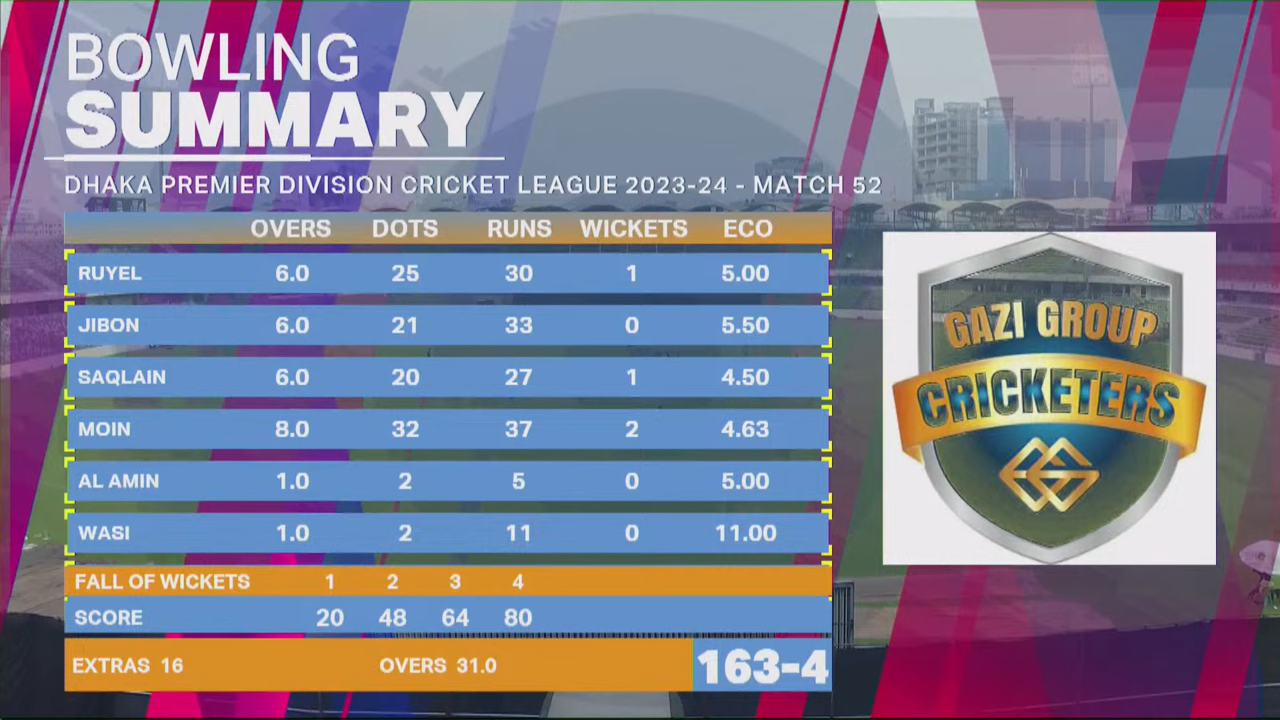 BOWLING
SUMMARY
DHAKA PREMIER DIVISION CRICKET LEAGUE 2023-24 - MATCH 52
OVERS DOTS RUNS WICKETS ECO
RUYEL 6.0 25 30 1 5.00
JIBON 6.0 21 33 0 5.50
SAQLAIN 6.0 20 27 1 4.50
MOIN 8.0 32 37 2 4.63
AL AMIN 1.0 2 5 0 5.00
WASI 1.0 2 11 0 11.00
FALL OF WICKETS 1 2 3 4
SCORE 20 48 64 80
EXTRAS 16 OVERS 31.0 163-4
GAZI GROUP
CRICKETERS